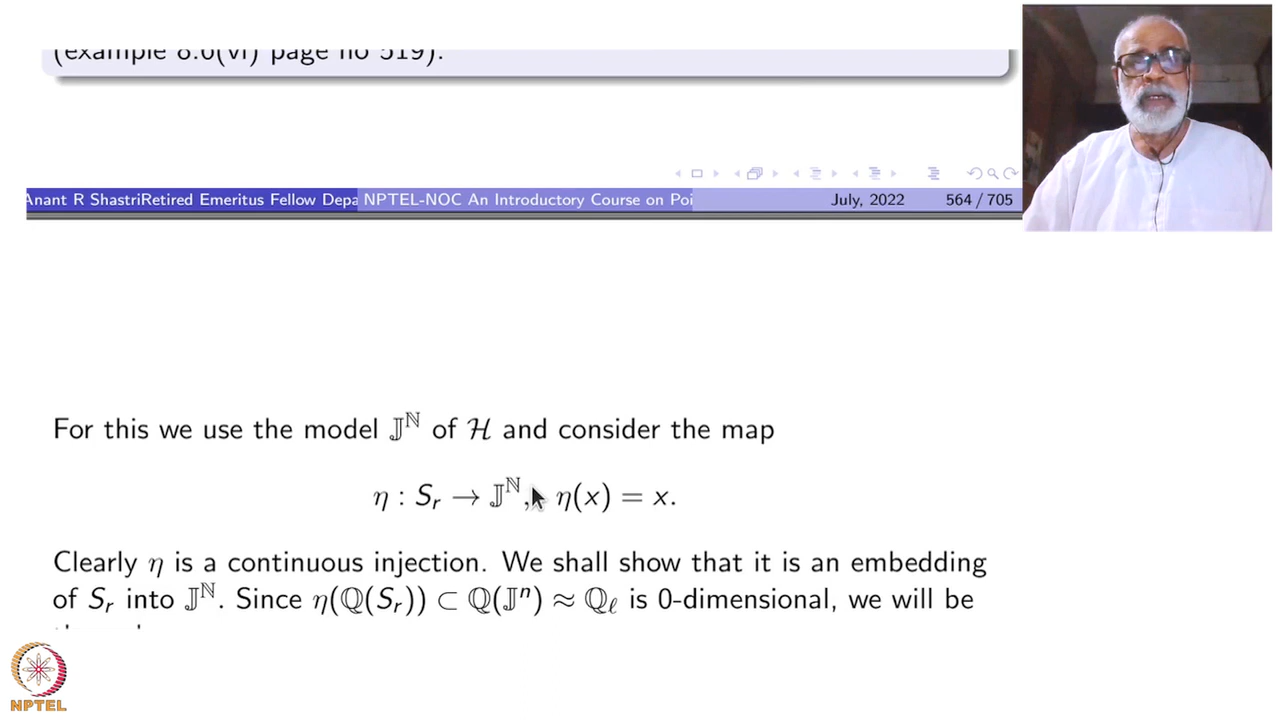 (example 8.6(vi) page no 519).
Anant R ShastriRetired Emeritus Fellow Depa NPTEL-NOC An Introductory Course on Poi July, 2022 564 / 705
For this we use the model 𝕁^ℕ of ℋ and consider the map
η : S_r → 𝕁^ℕ, η(x) = x.
Clearly η is a continuous injection. We shall show that it is an embedding
of S_r into 𝕁^ℕ. Since η(ℚ(S_r)) ⊂ ℚ(𝕁^n) ≈ ℚ_ℓ is 0-dimensional, we will be
NPTEL